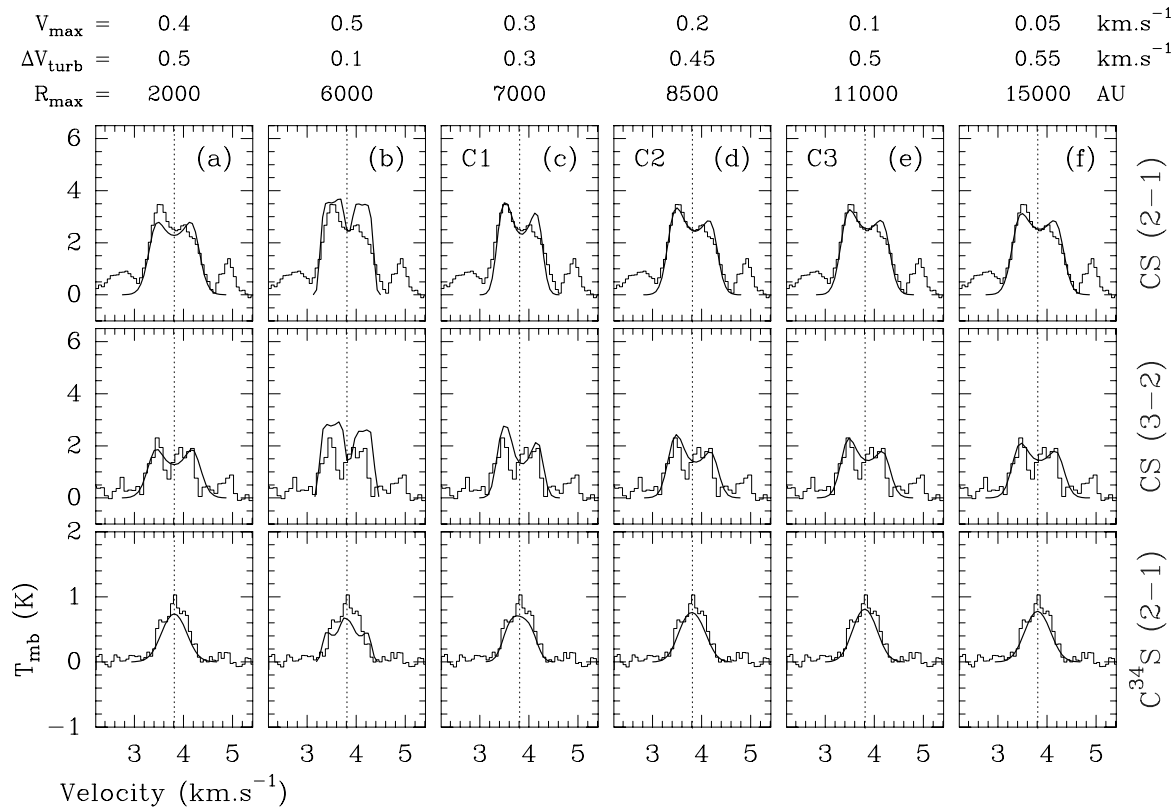 V_max = 0.4 0.5 0.3 0.2 0.1 0.05 km.s⁻¹
ΔV_turb = 0.5 0.1 0.3 0.45 0.5 0.55 km.s⁻¹
R_max = 2000 6000 7000 8500 11000 15000 AU
6 (a) (b) C1 (c) C2 (d) C3 (e) (f)
4
2
0
CS (2−1)
6
4
2
0
CS (3−2)
2
1
0
−1
T_mb (K)
C³⁴S (2−1)
3 4 5 3 4 5 3 4 5 3 4 5 3 4 5 3 4 5
Velocity (km.s⁻¹)